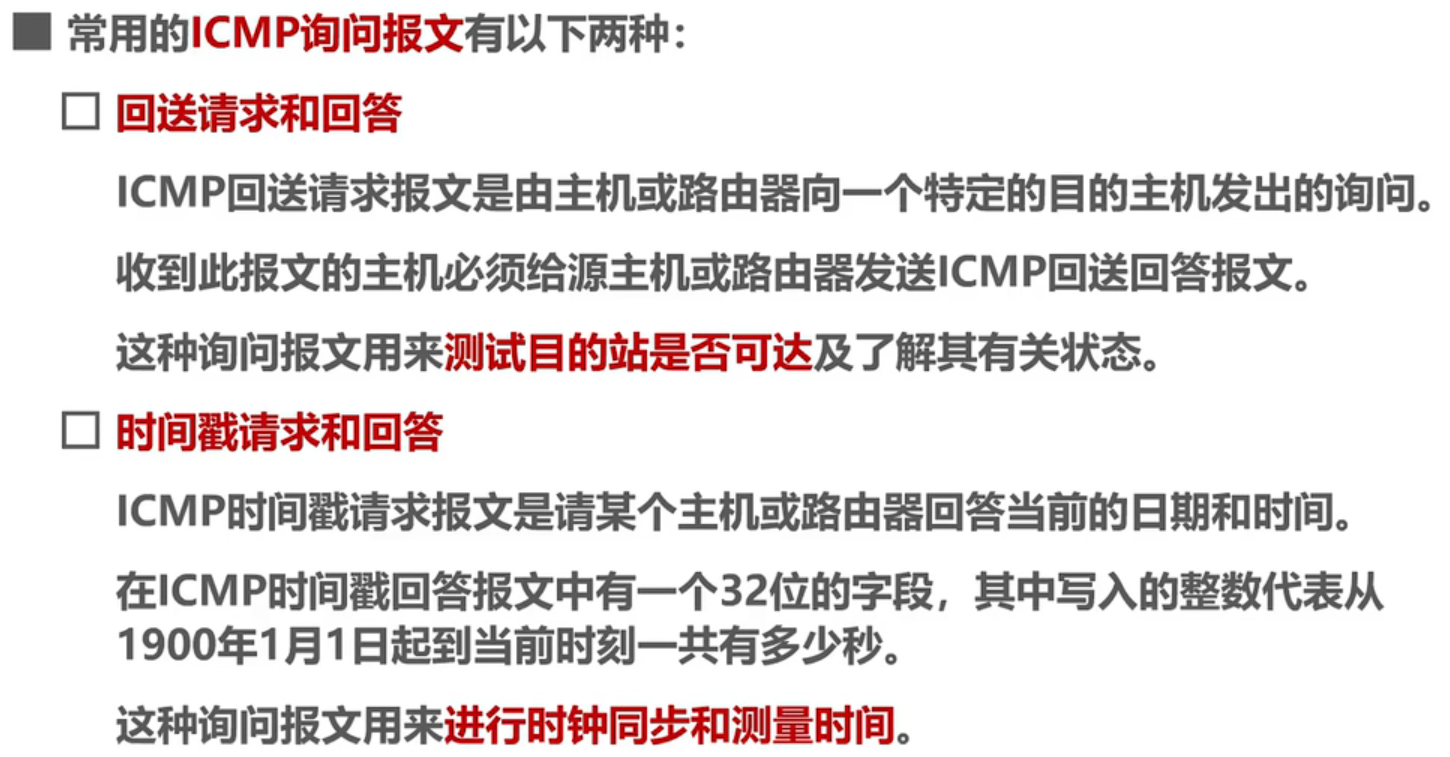 常用的ICMP询问报文有以下两种：
回送请求和回答
ICMP回送请求报文是由主机或路由器向一个特定的目的主机发出的询问。
收到此报文的主机必须给源主机或路由器发送ICMP回送回答报文。
这种询问报文用来测试目的站是否可达及了解其有关状态。
时间戳请求和回答
ICMP时间戳请求报文是请某个主机或路由器回答当前的日期和时间。
在ICMP时间戳回答报文中有一个32位的字段，其中写入的整数代表从
1900年1月1日起到当前时刻一共有多少秒。
这种询问报文用来进行时钟同步和测量时间。